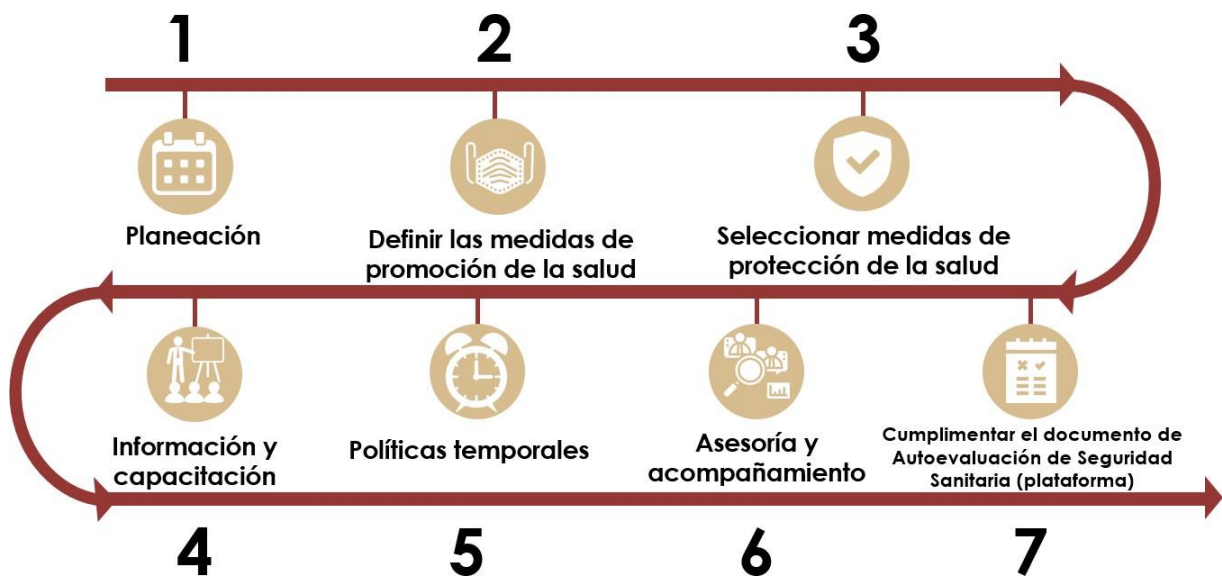 1
2
3
Planeación
Definir las medidas de
promoción de la salud
Seleccionar medidas de
protección de la salud
Información y
capacitación
Políticas temporales
Asesoría y
acompañamiento
Cumplimentar el documento de
Autoevaluación de Seguridad
Sanitaria (plataforma)
4
5
6
7